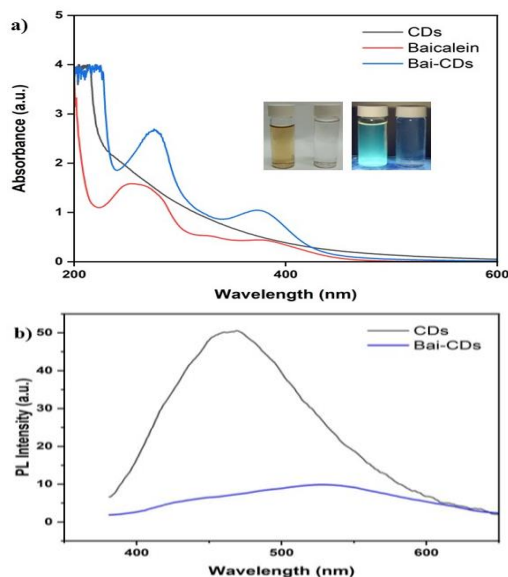 a)
5
4
3
2
1
0
Absorbance (a.u.)
CDs
Baicalein
Bai-CDs
200
400
600
Wavelength (nm)
b)
50
40
30
20
10
0
PL Intensity (a.u.)
CDs
Bai-CDs
400
500
600
Wavelength (nm)